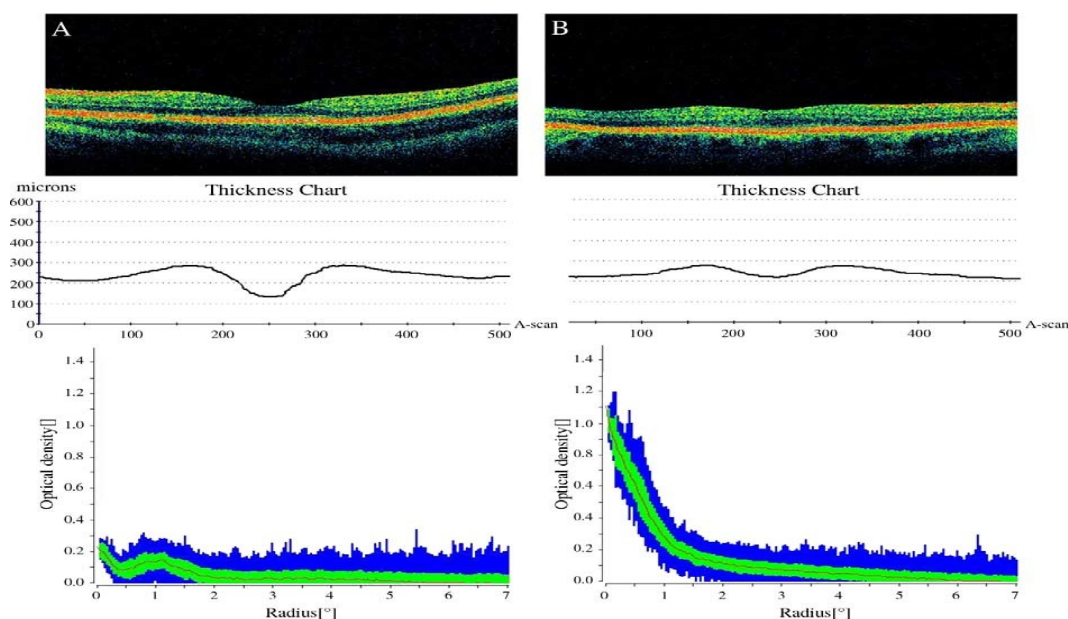 A
B
microns
Thickness Chart
Thickness Chart
600
500
400
300
200
100
0
0 100 200 300 400 500 A-scan
100 200 300 400 500 A-scan
Optical density[]
1.4
1.2
1.0
0.8
0.6
0.4
0.2
0.0
0 1 2 3 4 5 6 7
Radius[°]
Optical density[]
1.4
1.2
1.0
0.8
0.6
0.4
0.2
0.0
0 1 2 3 4 5 6 7
Radius[°]